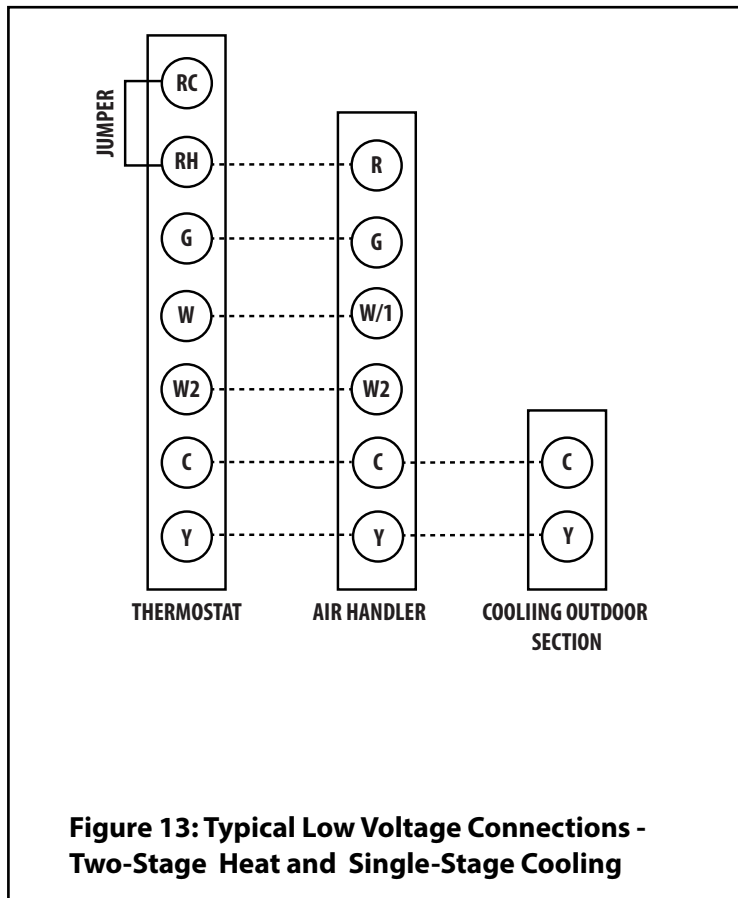 RC
JUMPER
RH
R
G
G
W
W/1
W2
W2
C
C
C
Y
Y
Y
THERMOSTAT
AIR HANDLER
COOLIING OUTDOOR
SECTION
Figure 13: Typical Low Voltage Connections -
Two-Stage Heat and Single-Stage Cooling